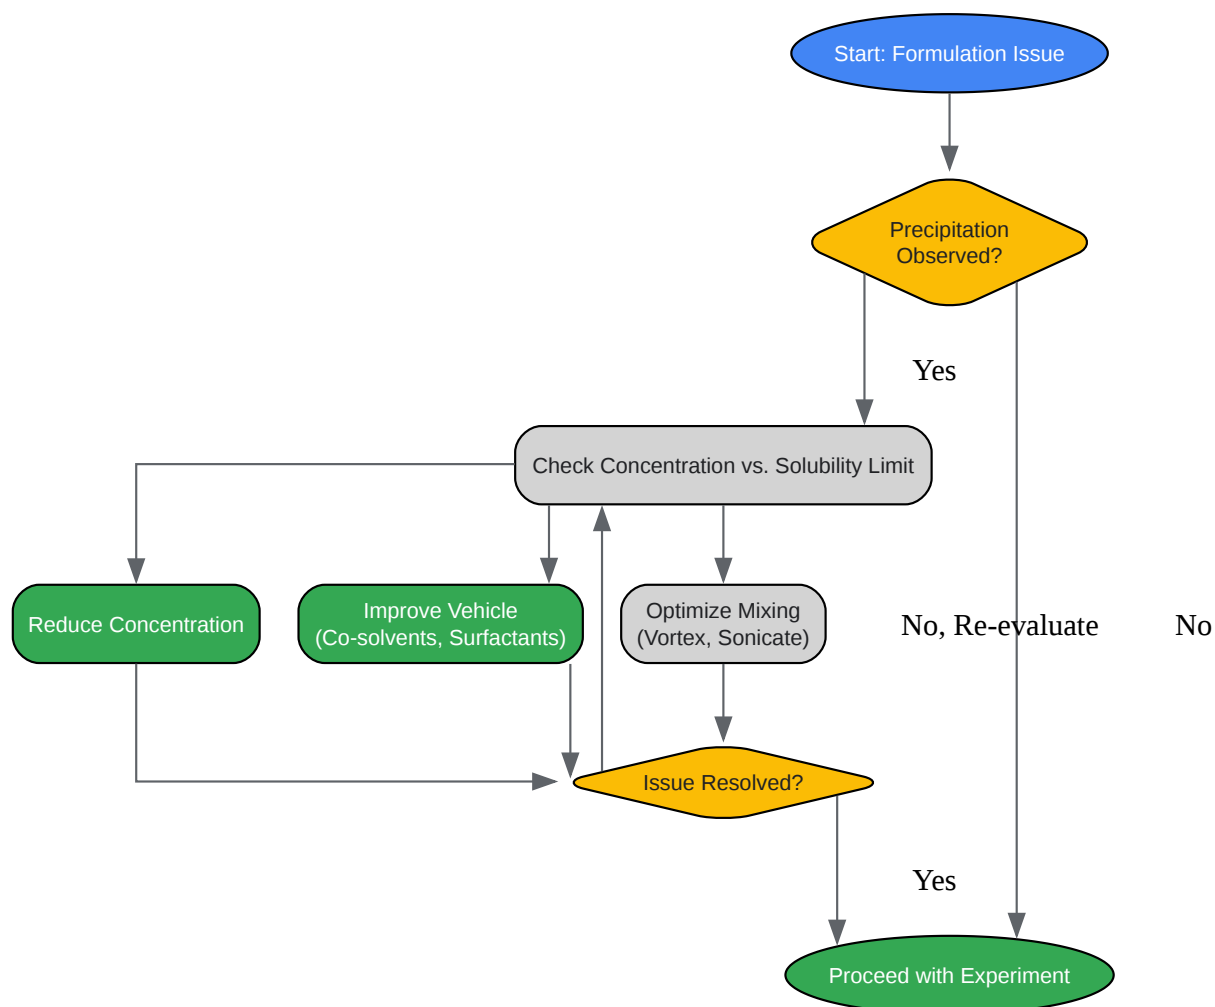 Start: Formulation Issue
Precipitation
Observed?
Yes
Check Concentration vs. Solubility Limit
Reduce Concentration
Improve Vehicle
(Co-solvents, Surfactants)
Optimize Mixing
(Vortex, Sonicate)
No, Re-evaluate
No
Issue Resolved?
Yes
Proceed with Experiment